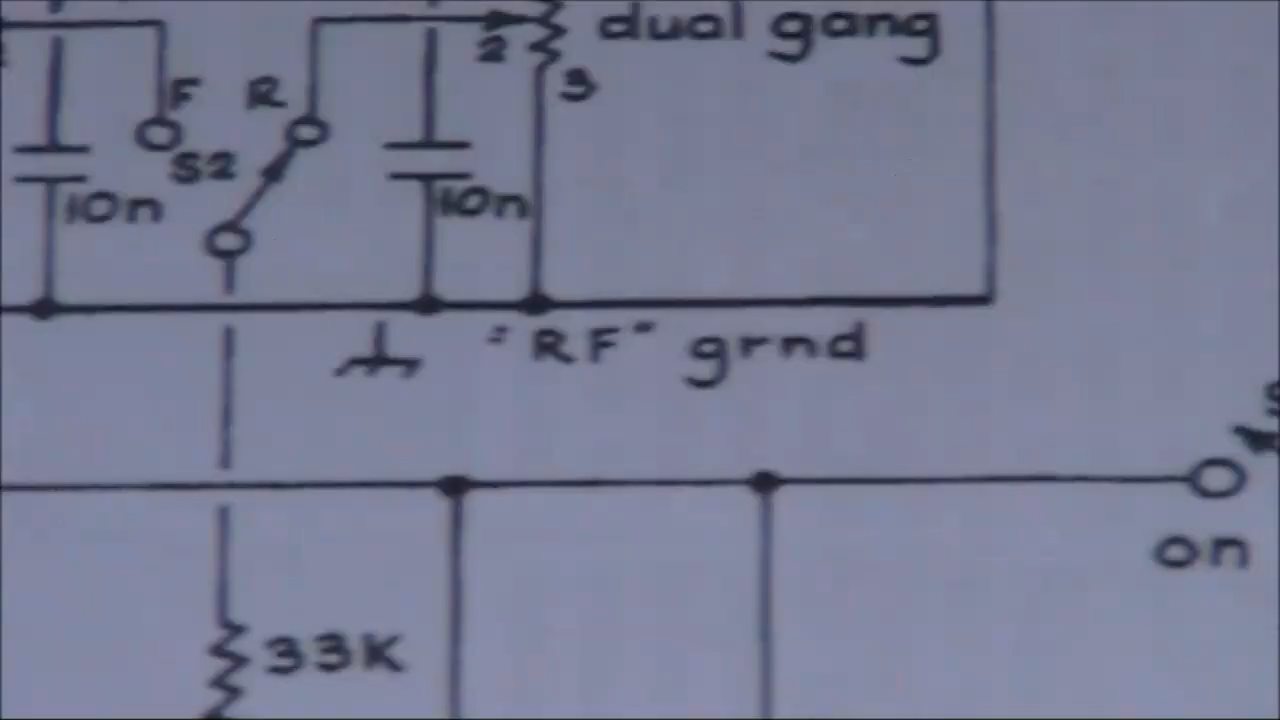 dual gang
2
3
F R
S2
10n
10n
"RF" grnd
on
33K